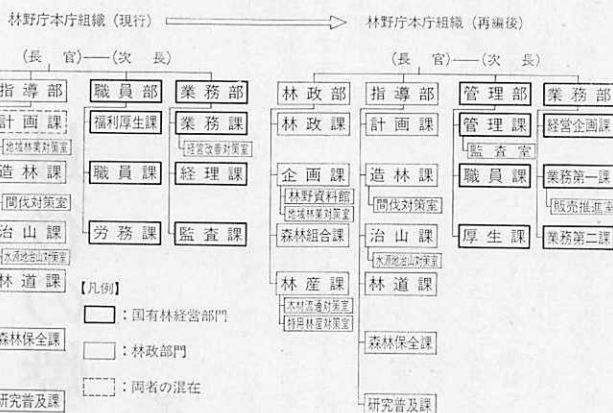 林野庁本庁組織（現行）
林野庁本庁組織（再編後）
（長　官）―（次　長）
指導部
職員部
業務部
計画課
地域林業対策室
造林課
間伐対策室
治山課
水源地治山対策室
林道課
森林保全課
研究普及課
福利厚生課
職員課
労務課
業務課
経営改善対策室
経理課
監査課
【凡例】
：国有林経営部門
：林政部門
：両者の混在
（長　官）―（次　長）
林政部
指導部
管理部
業務部
林政課
企画課
林野資料館
地域林業対策室
森林組合課
林産課
木材流通対策室
特用林産対策室
計画課
造林課
間伐対策室
治山課
水源地治山対策室
林道課
森林保全課
研究普及課
管理課
監査室
職員課
厚生課
経営企画課
業務第一課
販売推進室
業務第二課